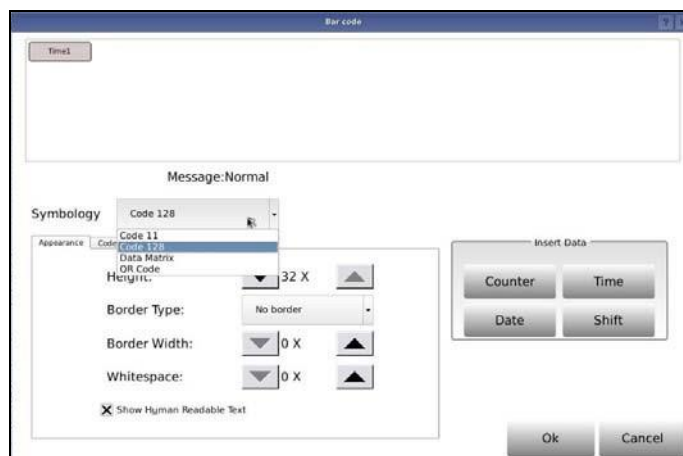 Bar code
?
Time1
Message:Normal
Symbology
Code 128
Code 11
Code 128
Data Matrix
QR Code
Appearance
Height:
32 X
Border Type:
No border
Border Width:
0 X
Whitespace:
0 X
X Show Human Readable Text
Insert Data
Counter
Time
Date
Shift
Ok
Cancel